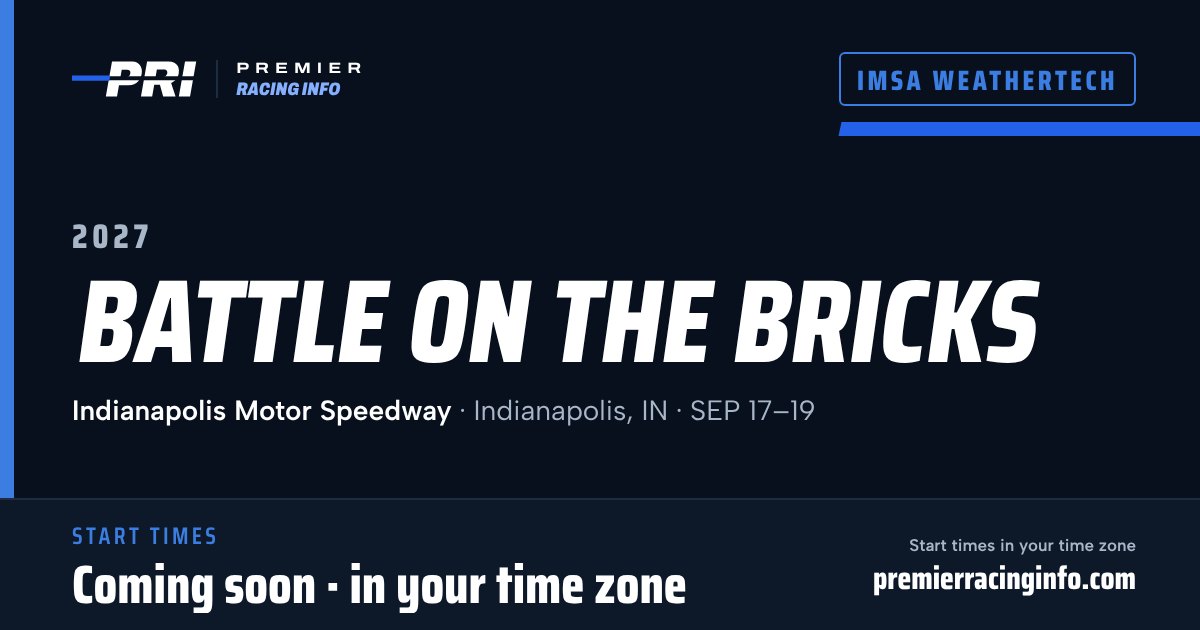 PRI
PREMIER
RACING INFO
IMSA WEATHERTECH
2027
BATTLE ON THE BRICKS
Indianapolis Motor Speedway · Indianapolis, IN · SEP 17–19
START TIMES
Coming soon · in your time zone
Start times in your time zone
premierracinginfo.com